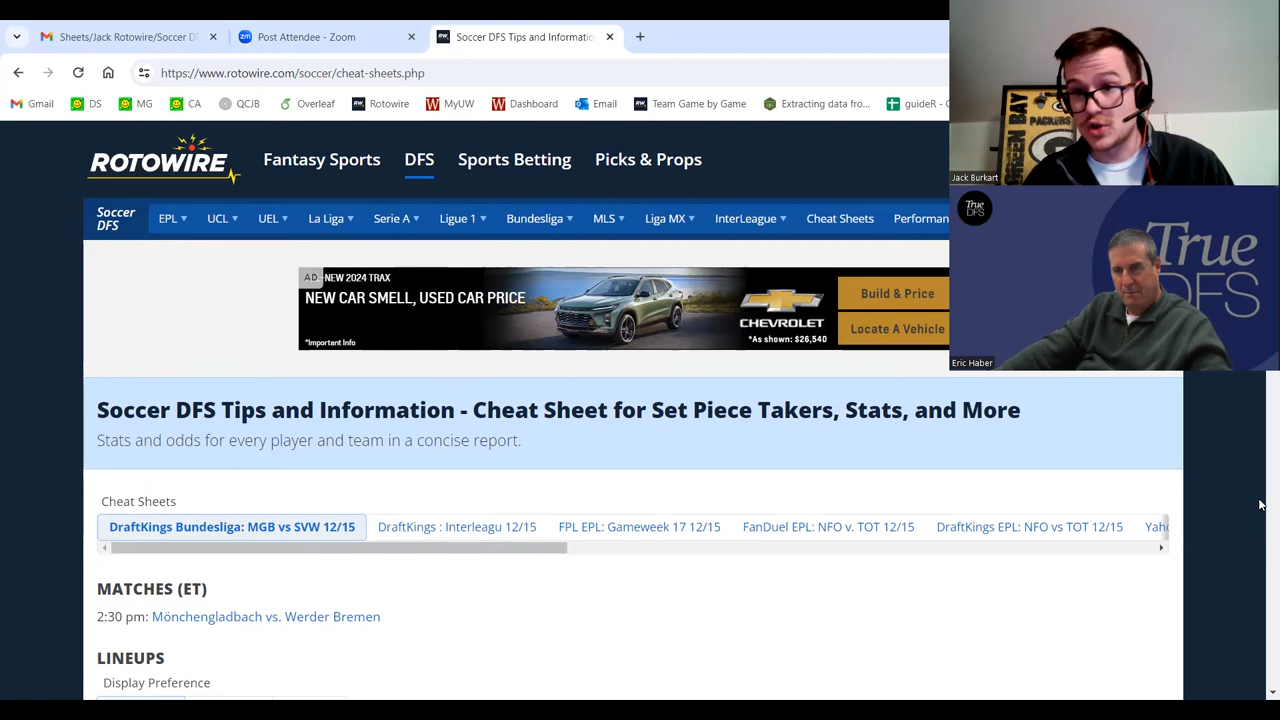 Sheets/Jack Rotowire/Soccer D
Post Attendee - Zoom
Soccer DFS Tips and Informatio
https://www.rotowire.com/soccer/cheat-sheets.php
Gmail DS MG CA QCJB Overleaf Rotowire MyUW Dashboard Email Team Game by Game Extracting data fro... guideR - G
GREEN BAY
PACKERS
Jack Burkart
ROTOWIRE
Fantasy Sports DFS Sports Betting Picks & Props
Soccer DFS
EPL UCL UEL La Liga Serie A Ligue 1 Bundesliga MLS Liga MX InterLeague Cheat Sheets Performan
True DFS
True DFS
Eric Haber
AD NEW 2024 TRAX
NEW CAR SMELL, USED CAR PRICE
*Important Info
CHEVROLET
*As shown: $26,540
Build & Price
Locate A Vehicle
Soccer DFS Tips and Information - Cheat Sheet for Set Piece Takers, Stats, and More
Stats and odds for every player and team in a concise report.
Cheat Sheets
DraftKings Bundesliga: MGB vs SVW 12/15 DraftKings : Interleagu 12/15 FPL EPL: Gameweek 17 12/15 FanDuel EPL: NFO v. TOT 12/15 DraftKings EPL: NFO vs TOT 12/15 Yaho
MATCHES (ET)
2:30 pm: Mönchengladbach vs. Werder Bremen
LINEUPS
Display Preference